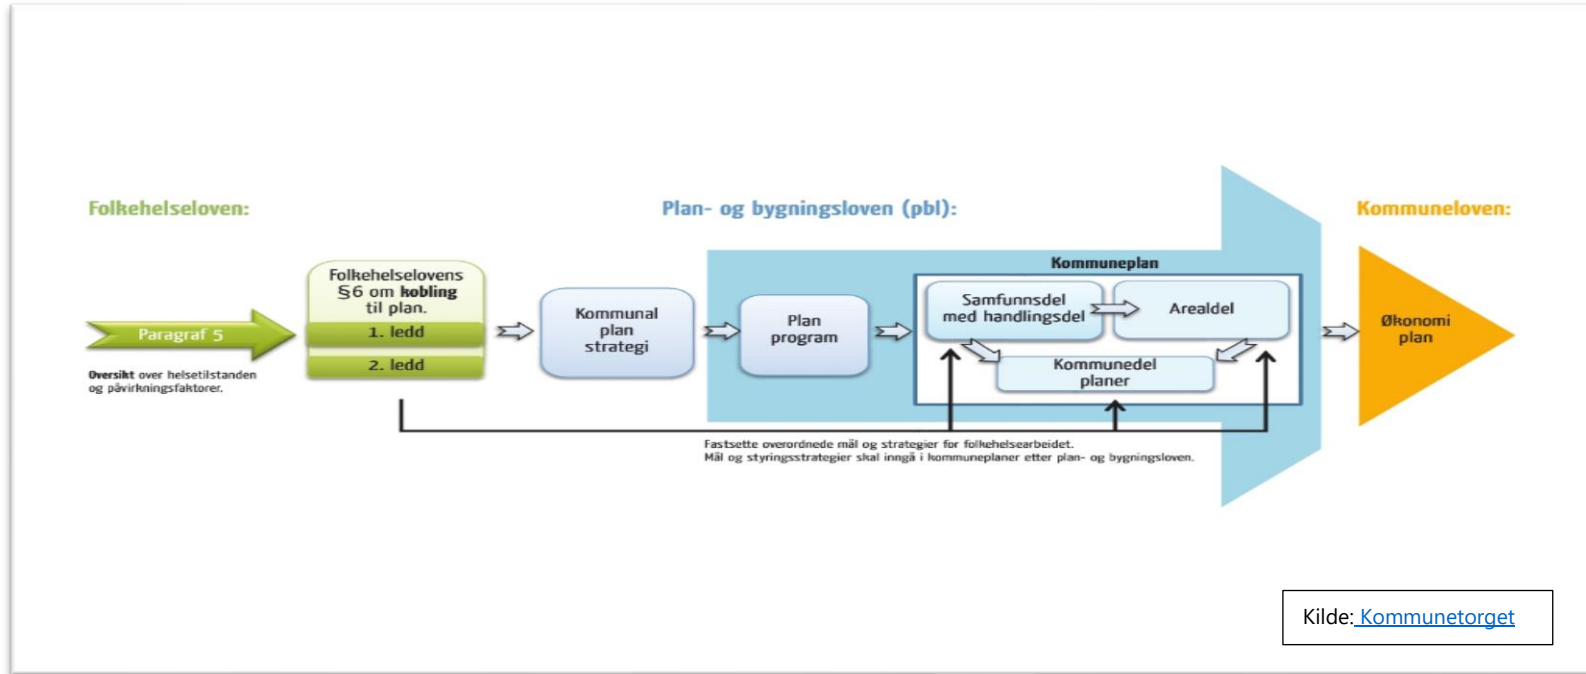 Folkehelseloven:
Plan- og bygningsloven (pbl):
Kommuneloven:
Paragraf 5
Oversikt over helsetilstanden
og påvirkningsfaktorer.
Folkehelselovens
§6 om kobling
til plan.
1. ledd
2. ledd
Kommunal
plan
strategi
Plan
program
Kommuneplan
Samfunnsdel
med handlingsdel
Arealdel
Kommunedel
planer
Økonomi
plan
Fastsette overordnede mål og strategier for folkehelsearbeidet.
Mål og styringsstrategier skal inngå i kommuneplaner etter plan- og bygningsloven.
Kilde: Kommunetorget